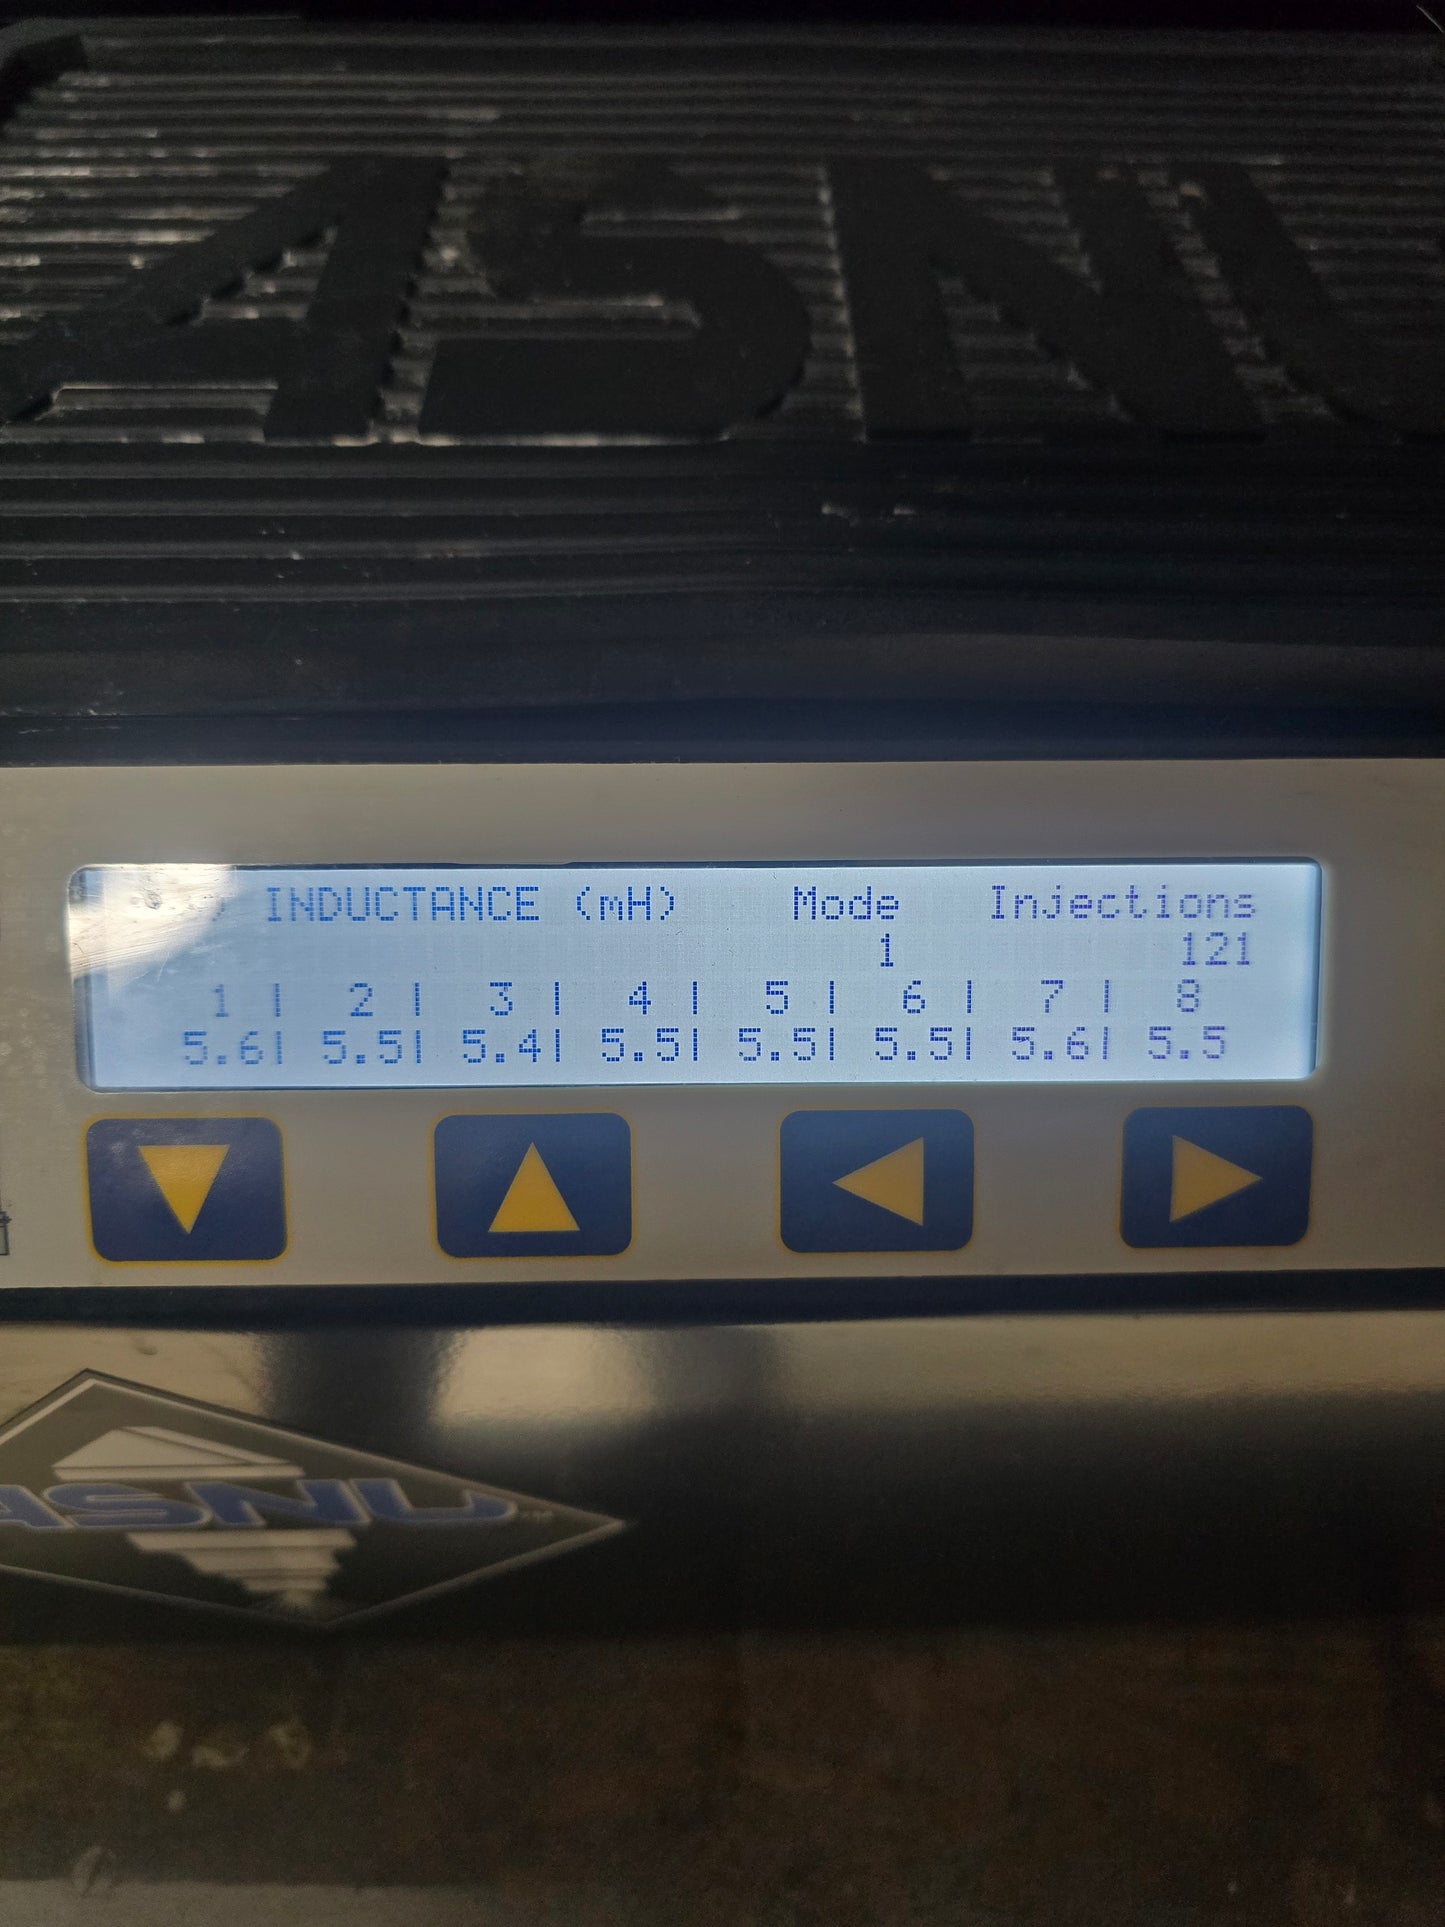 ASNU
INDUCTANCE (mH) Mode Injections
1 121
1 | 2 | 3 | 4 | 5 | 6 | 7 | 8
5.6| 5.5| 5.4| 5.5| 5.5| 5.5| 5.6| 5.5
ASNU